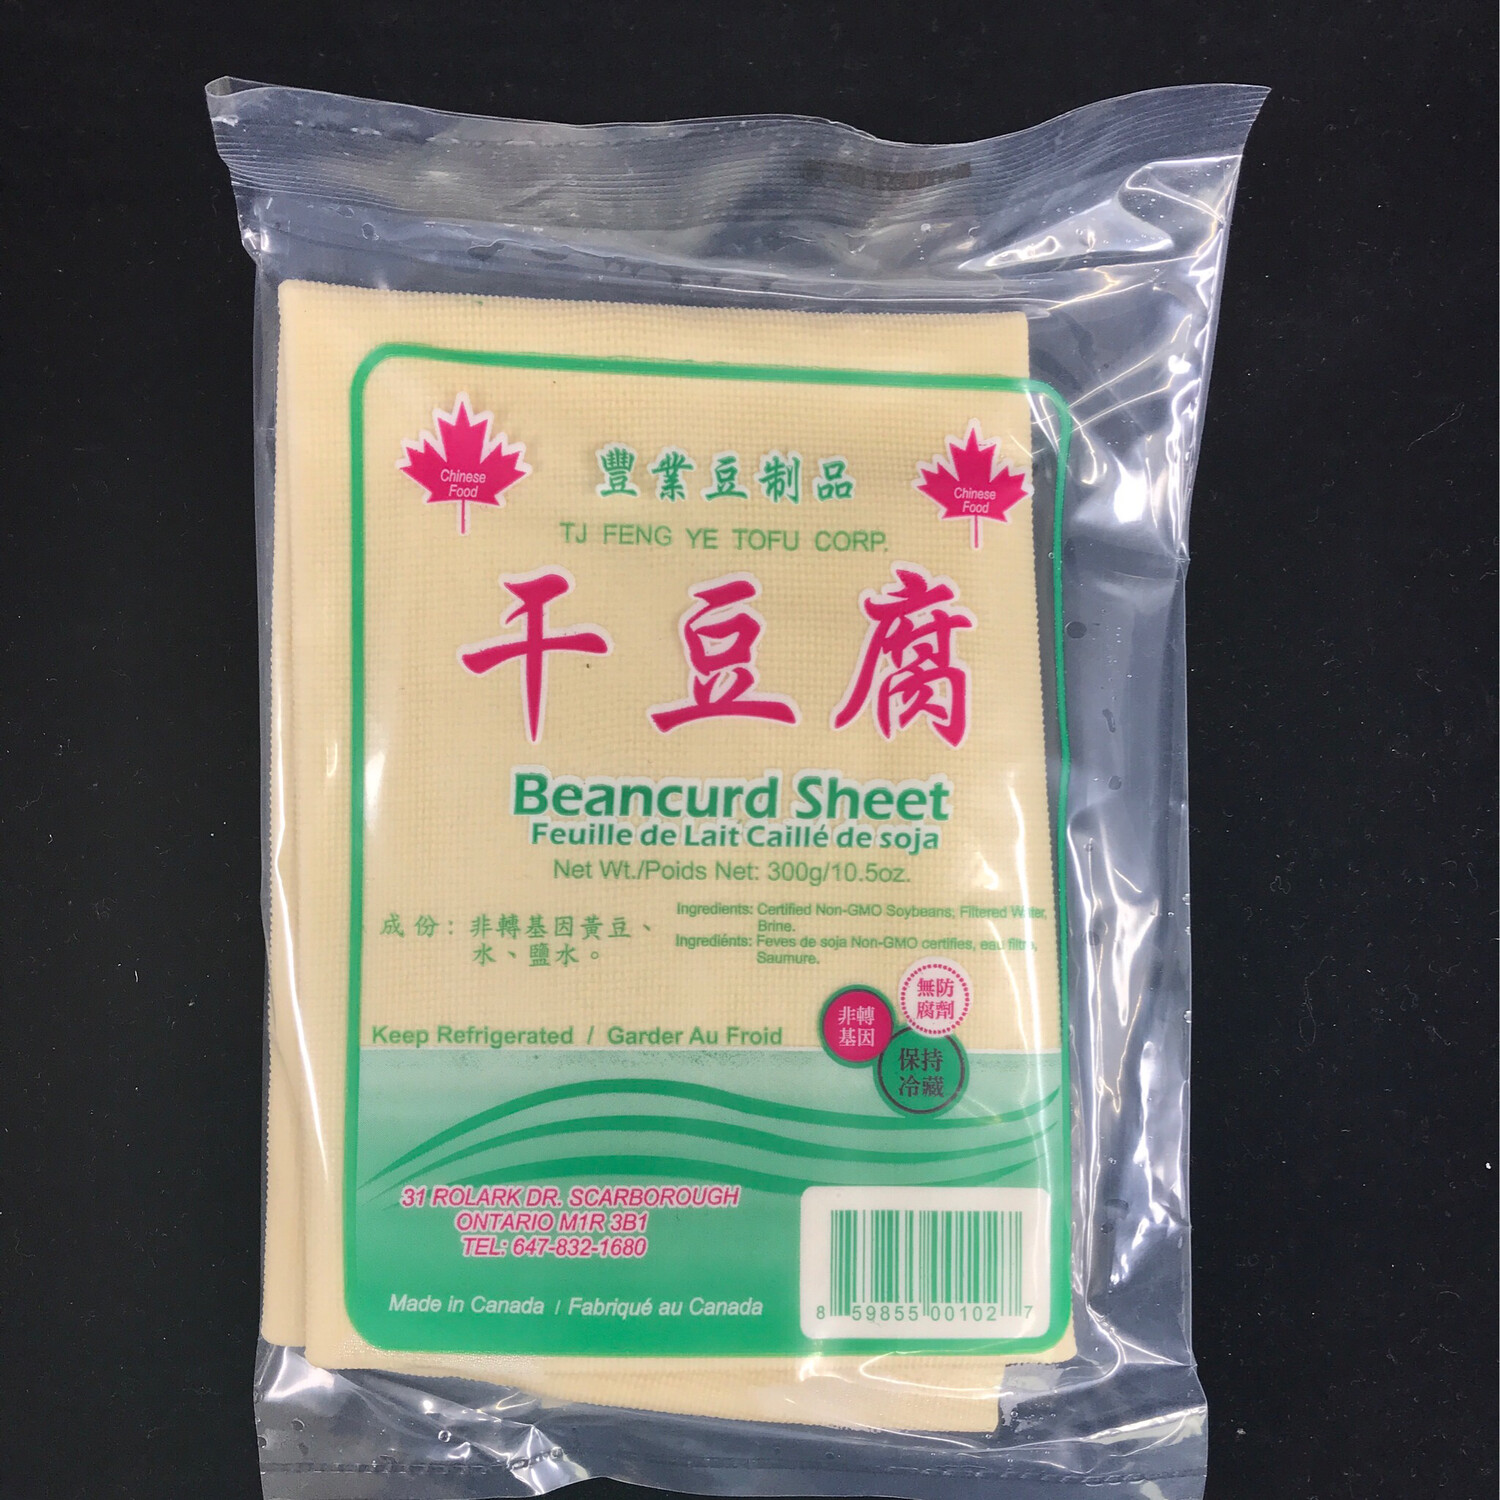 Chinese
Food
Chinese
Food
豐業豆制品
TJ FENG YE TOFU CORP.
干豆腐
Beancurd Sheet
Feuille de Lait Caillé de soja
Net Wt./Poids Net: 300g/10.5oz.
成份：非轉基因黃豆、
水、鹽水。
Ingredients: Certified Non-GMO Soybeans, Filtered Water,
Brine.
Ingrediénts: Feves de soja Non-GMO certifies, eau filtre,
Saumure.
無防
腐劑
非轉
基因
保持
冷藏
Keep Refrigerated / Garder Au Froid
31 ROLARK DR. SCARBOROUGH
ONTARIO M1R 3B1
TEL: 647-832-1680
Made in Canada / Fabriqué au Canada
8 59855 00102 7